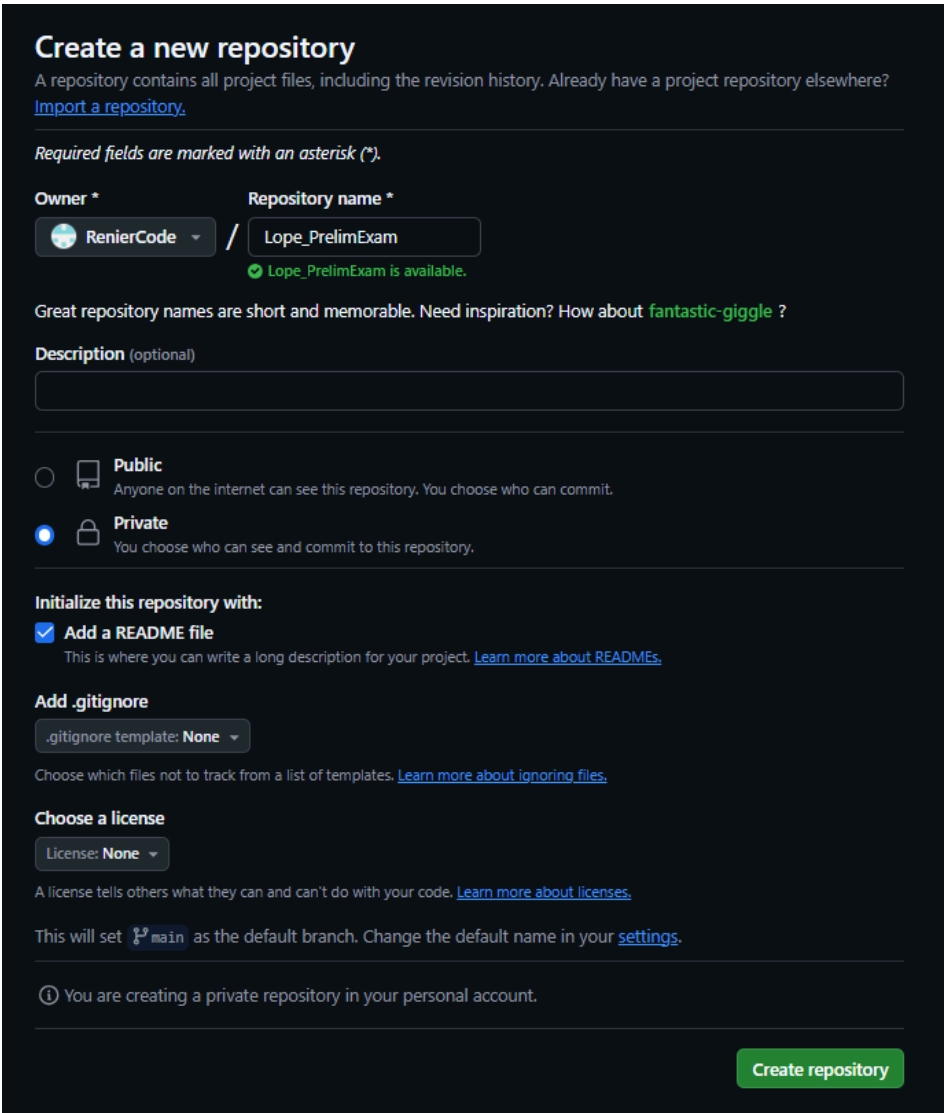 Create a new repository
A repository contains all project files, including the revision history. Already have a project repository elsewhere?
Import a repository.
Required fields are marked with an asterisk (*).
Owner * Repository name *
RenierCode / Lope_PrelimExam
Lope_PrelimExam is available.
Great repository names are short and memorable. Need inspiration? How about fantastic-giggle ?
Description (optional)
Public
Anyone on the internet can see this repository. You choose who can commit.
Private
You choose who can see and commit to this repository.
Initialize this repository with:
Add a README file
This is where you can write a long description for your project. Learn more about READMEs.
Add .gitignore
.gitignore template: None
Choose which files not to track from a list of templates. Learn more about ignoring files.
Choose a license
License: None
A license tells others what they can and can't do with your code. Learn more about licenses.
This will set main as the default branch. Change the default name in your settings.
You are creating a private repository in your personal account.
Create repository